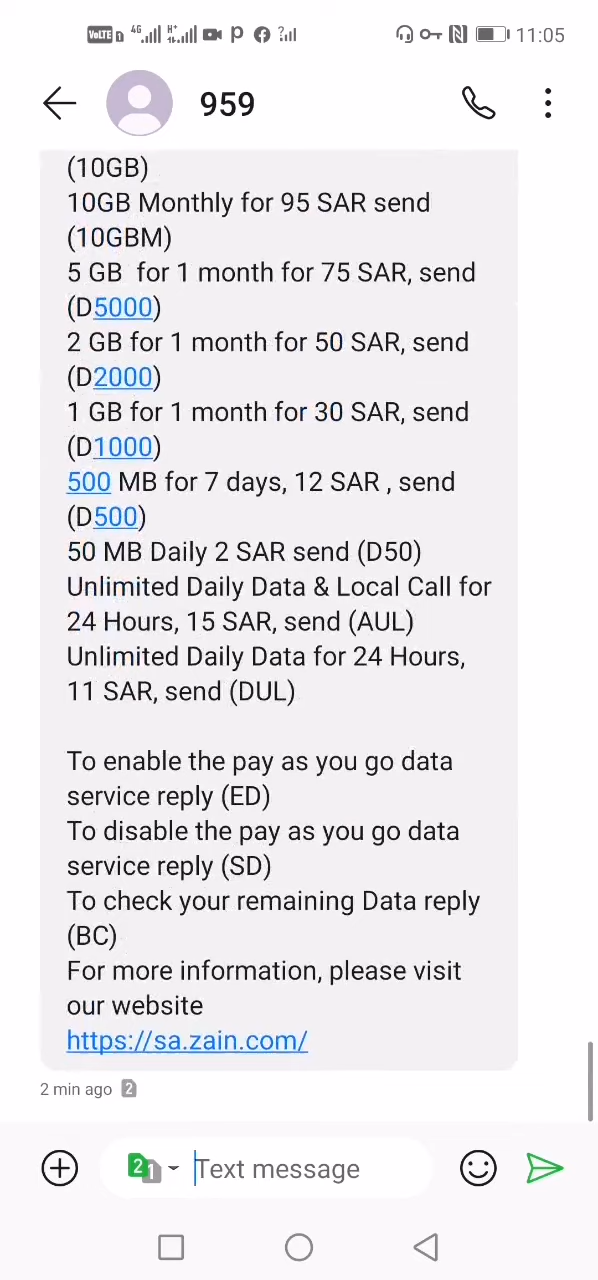 VoLTE 4G H+ ? 11:05
959
(10GB)
10GB Monthly for 95 SAR send
(10GBM)
5 GB  for 1 month for 75 SAR, send
(D5000)
2 GB for 1 month for 50 SAR, send
(D2000)
1 GB for 1 month for 30 SAR, send
(D1000)
500 MB for 7 days, 12 SAR , send
(D500)
50 MB Daily 2 SAR send (D50)
Unlimited Daily Data & Local Call for
24 Hours, 15 SAR, send (AUL)
Unlimited Daily Data for 24 Hours,
11 SAR, send (DUL)
To enable the pay as you go data
service reply (ED)
To disable the pay as you go data
service reply (SD)
To check your remaining Data reply
(BC)
For more information, please visit
our website
https://sa.zain.com/
2 min ago 2
2 1 Text message